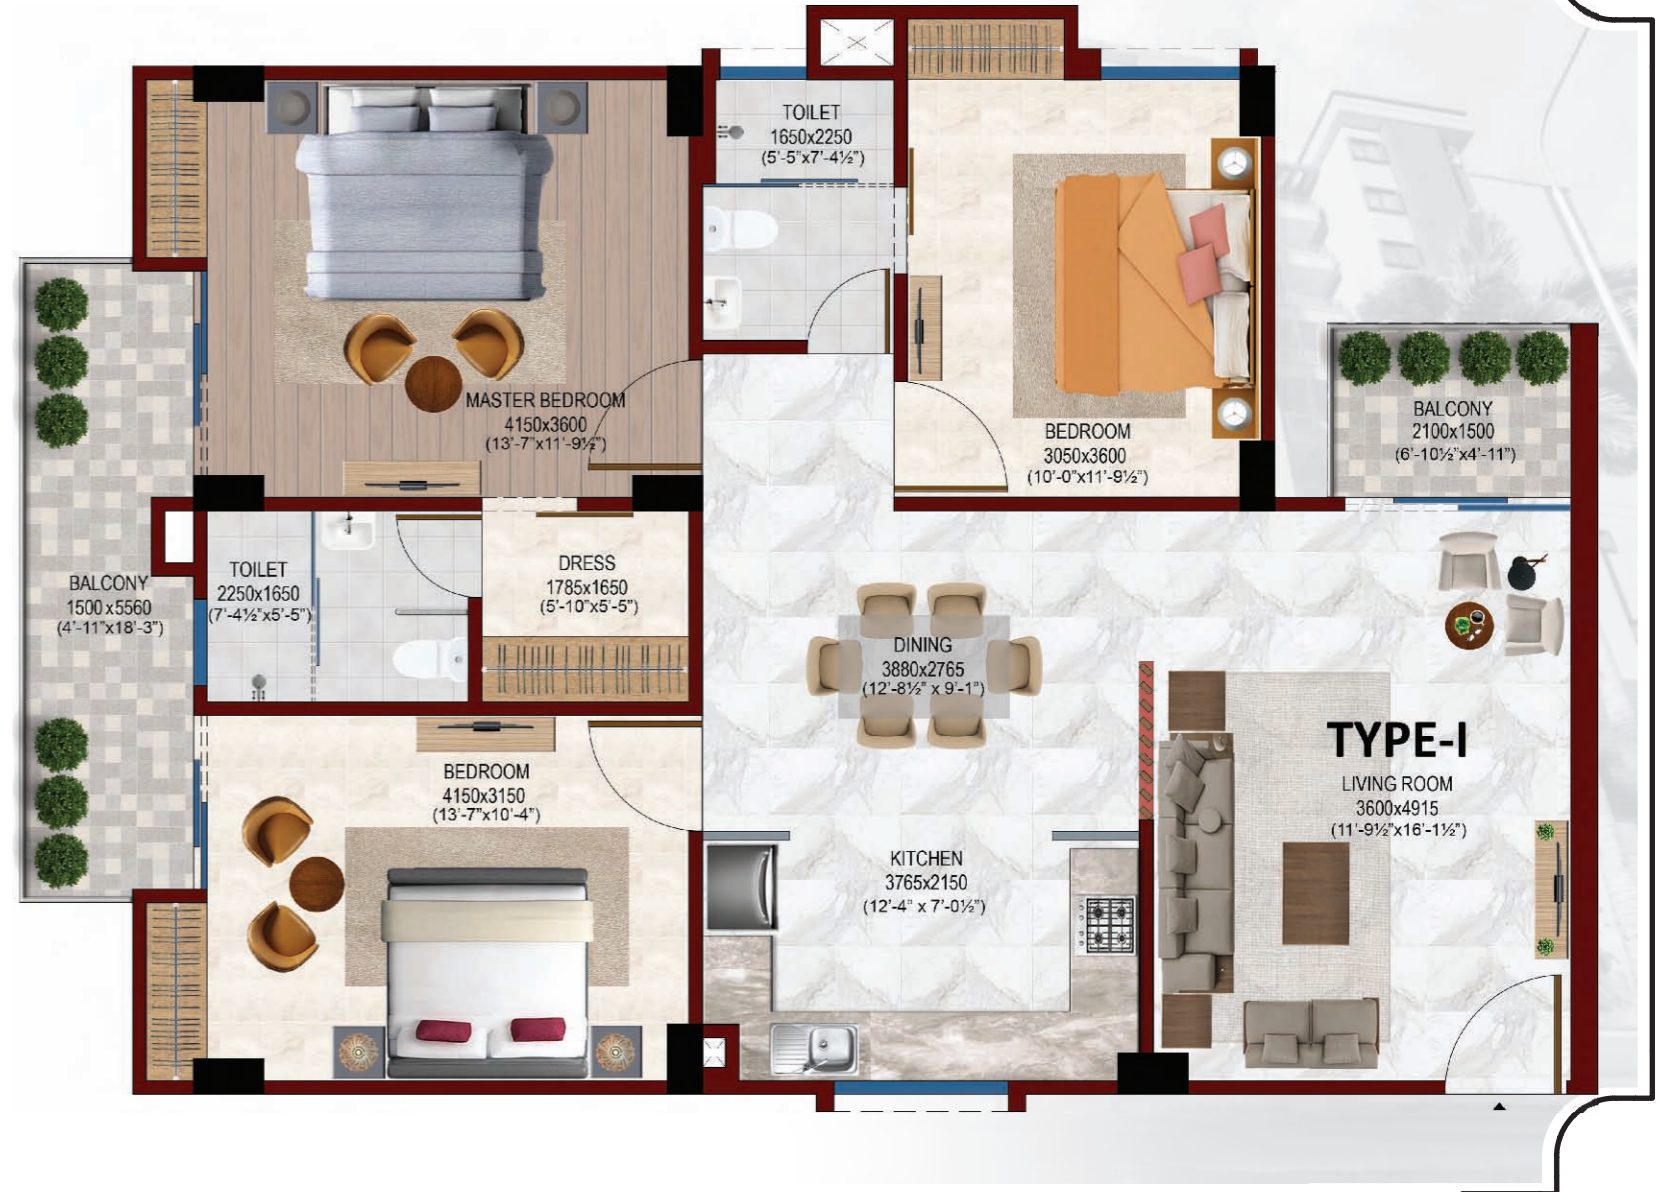 TOILET
1650x2250
(5'-5"x7'-4½")
MASTER BEDROOM
4150x3600
(13'-7"x11'-9½")
BEDROOM
3050x3600
(10'-0"x11'-9½")
BALCONY
2100x1500
(6'-10½"x4'-11")
BALCONY
1500x5560
(4'-11"x18'-3")
TOILET
2250x1650
(7'-4½"x5'-5")
DRESS
1785x1650
(5'-10"x5'-5")
DINING
3880x2765
(12'-8½" x 9'-1")
TYPE-I
LIVING ROOM
3600x4915
(11'-9½"x16'-1½")
BEDROOM
4150x3150
(13'-7"x10'-4")
KITCHEN
3765x2150
(12'-4" x 7'-0½")